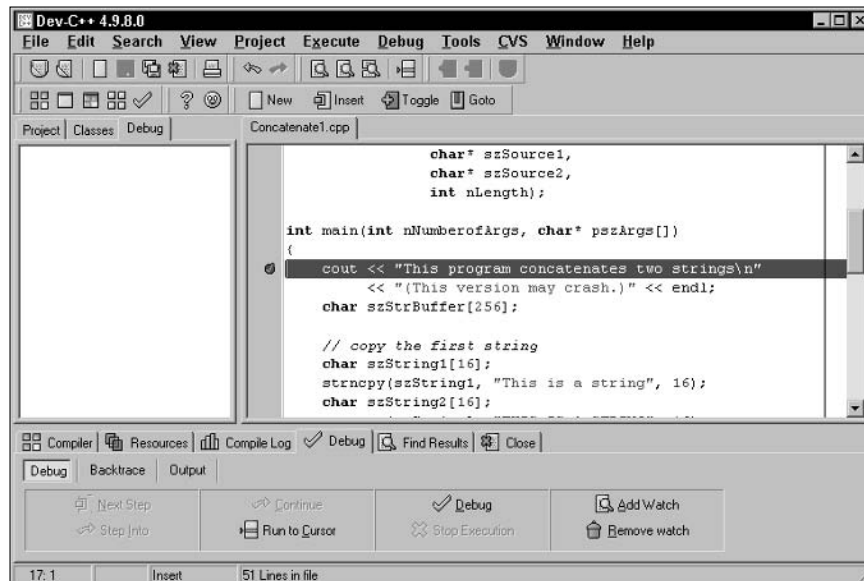 Dev-C++ 4.9.8.0
File Edit Search View Project Execute Debug Tools CVS Window Help
New Insert Toggle Goto
Project Classes Debug
Concatenate1.cpp
char* szSource1,
char* szSource2,
int nLength);
int main(int nNumberofArgs, char* pszArgs[])
{
cout << "This program concatenates two strings\n"
<< "(This version may crash.)" << endl;
char szStrBuffer[256];
// copy the first string
char szString1[16];
strncpy(szString1, "This is a string", 16);
char szString2[16];
Compiler Resources Compile Log Debug Find Results Close
Debug Backtrace Output
Next Step Continue Debug Add Watch
Step Into Run to Cursor Stop Execution Remove watch
17: 1 Insert 51 Lines in file